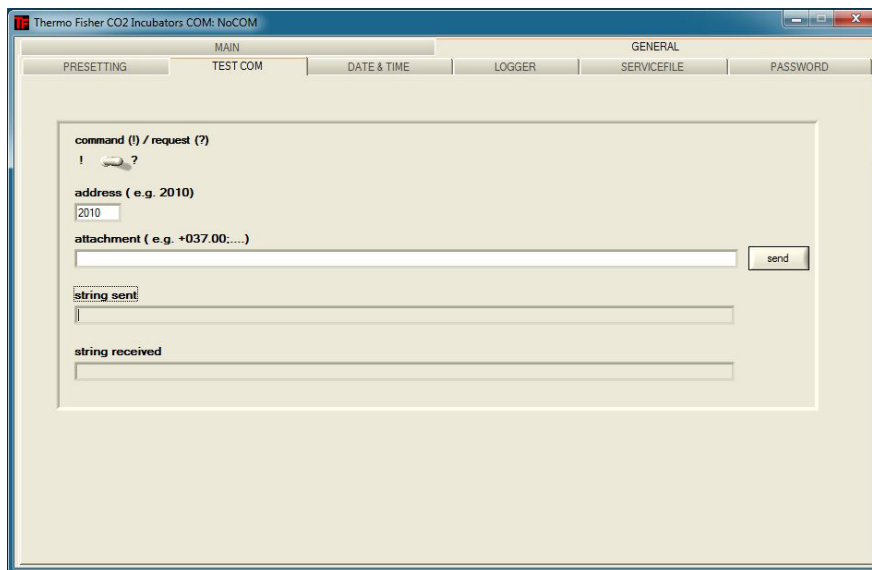 TF Thermo Fisher CO2 Incubators COM: NoCOM
MAIN GENERAL
PRESETTING TEST COM DATE & TIME LOGGER SERVICEFILE PASSWORD
command (!) / request (?)
! ?
address ( e.g. 2010)
2010
attachment ( e.g. +037.00;....)
send
string sent
string received